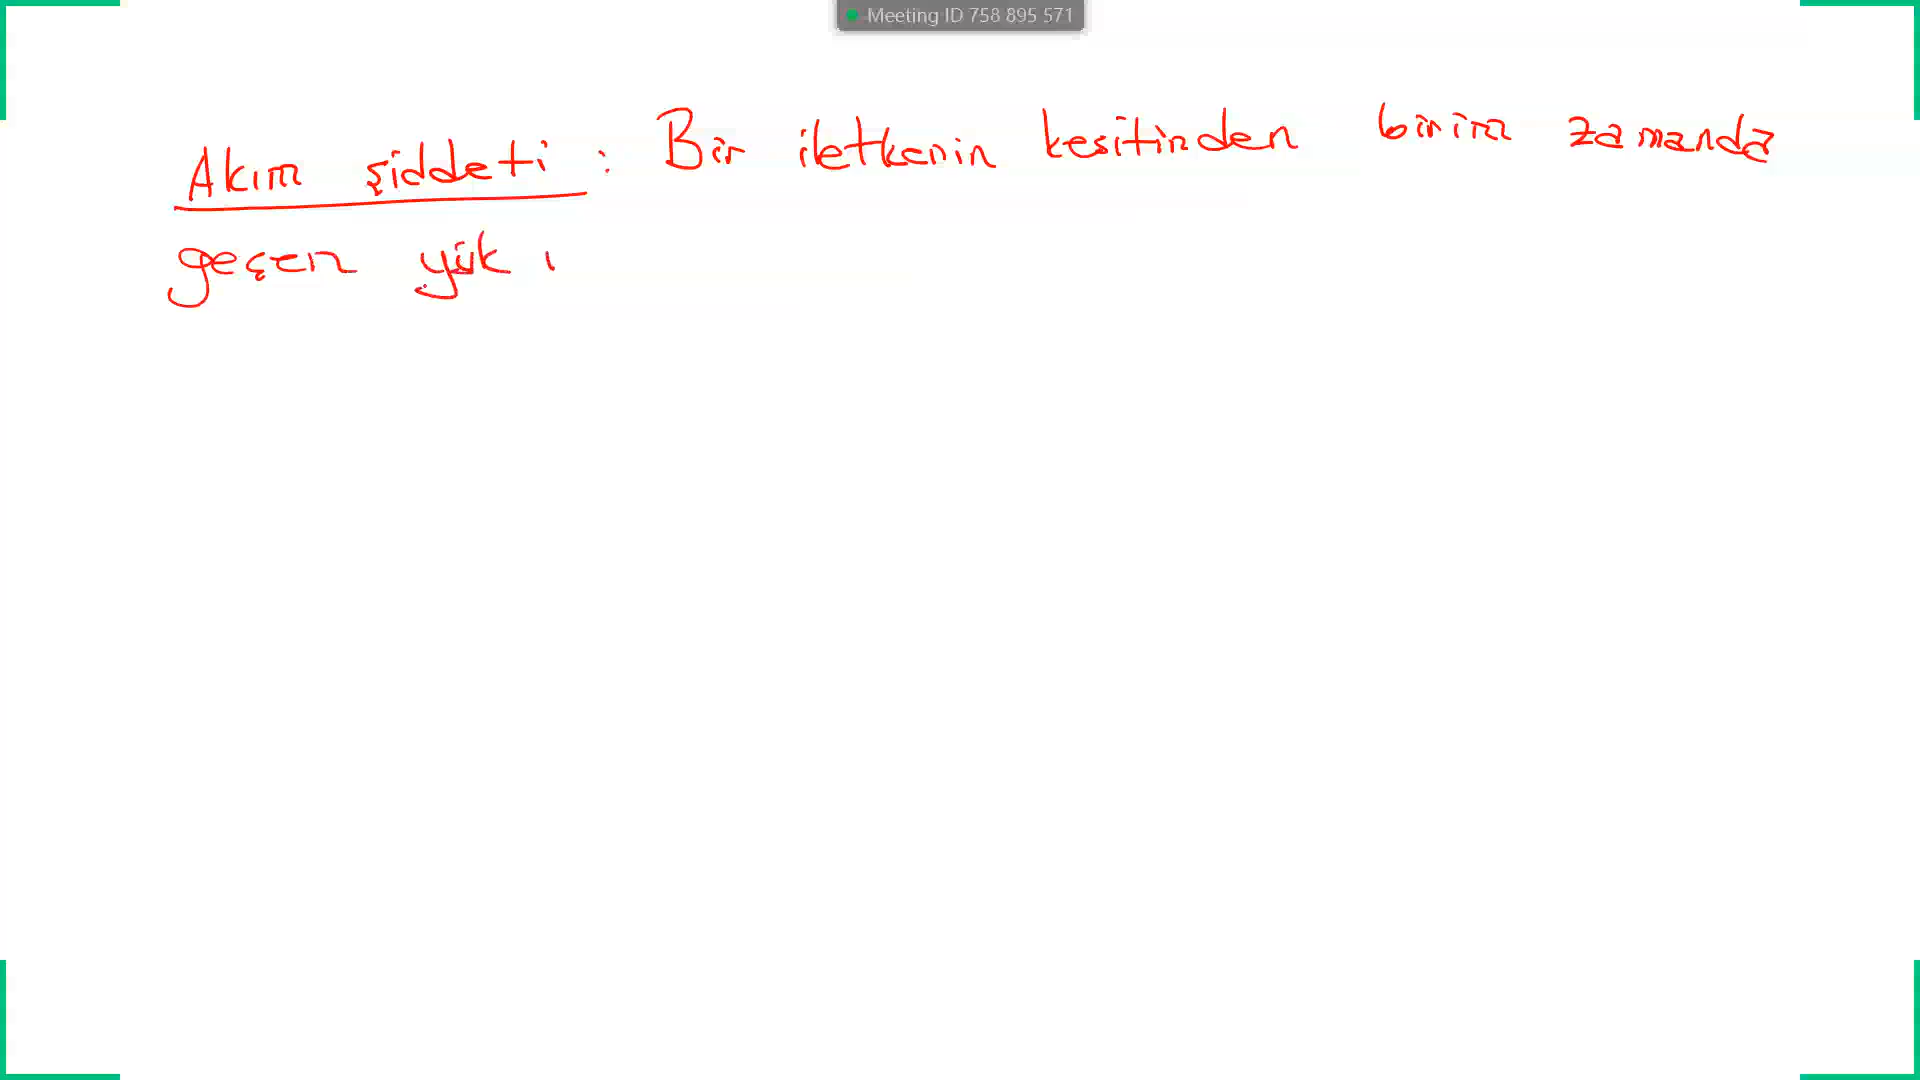 Meeting ID 758 895 571
Akım şiddeti : Bir iletkenin kesitinden birim zamanda
geçen yük